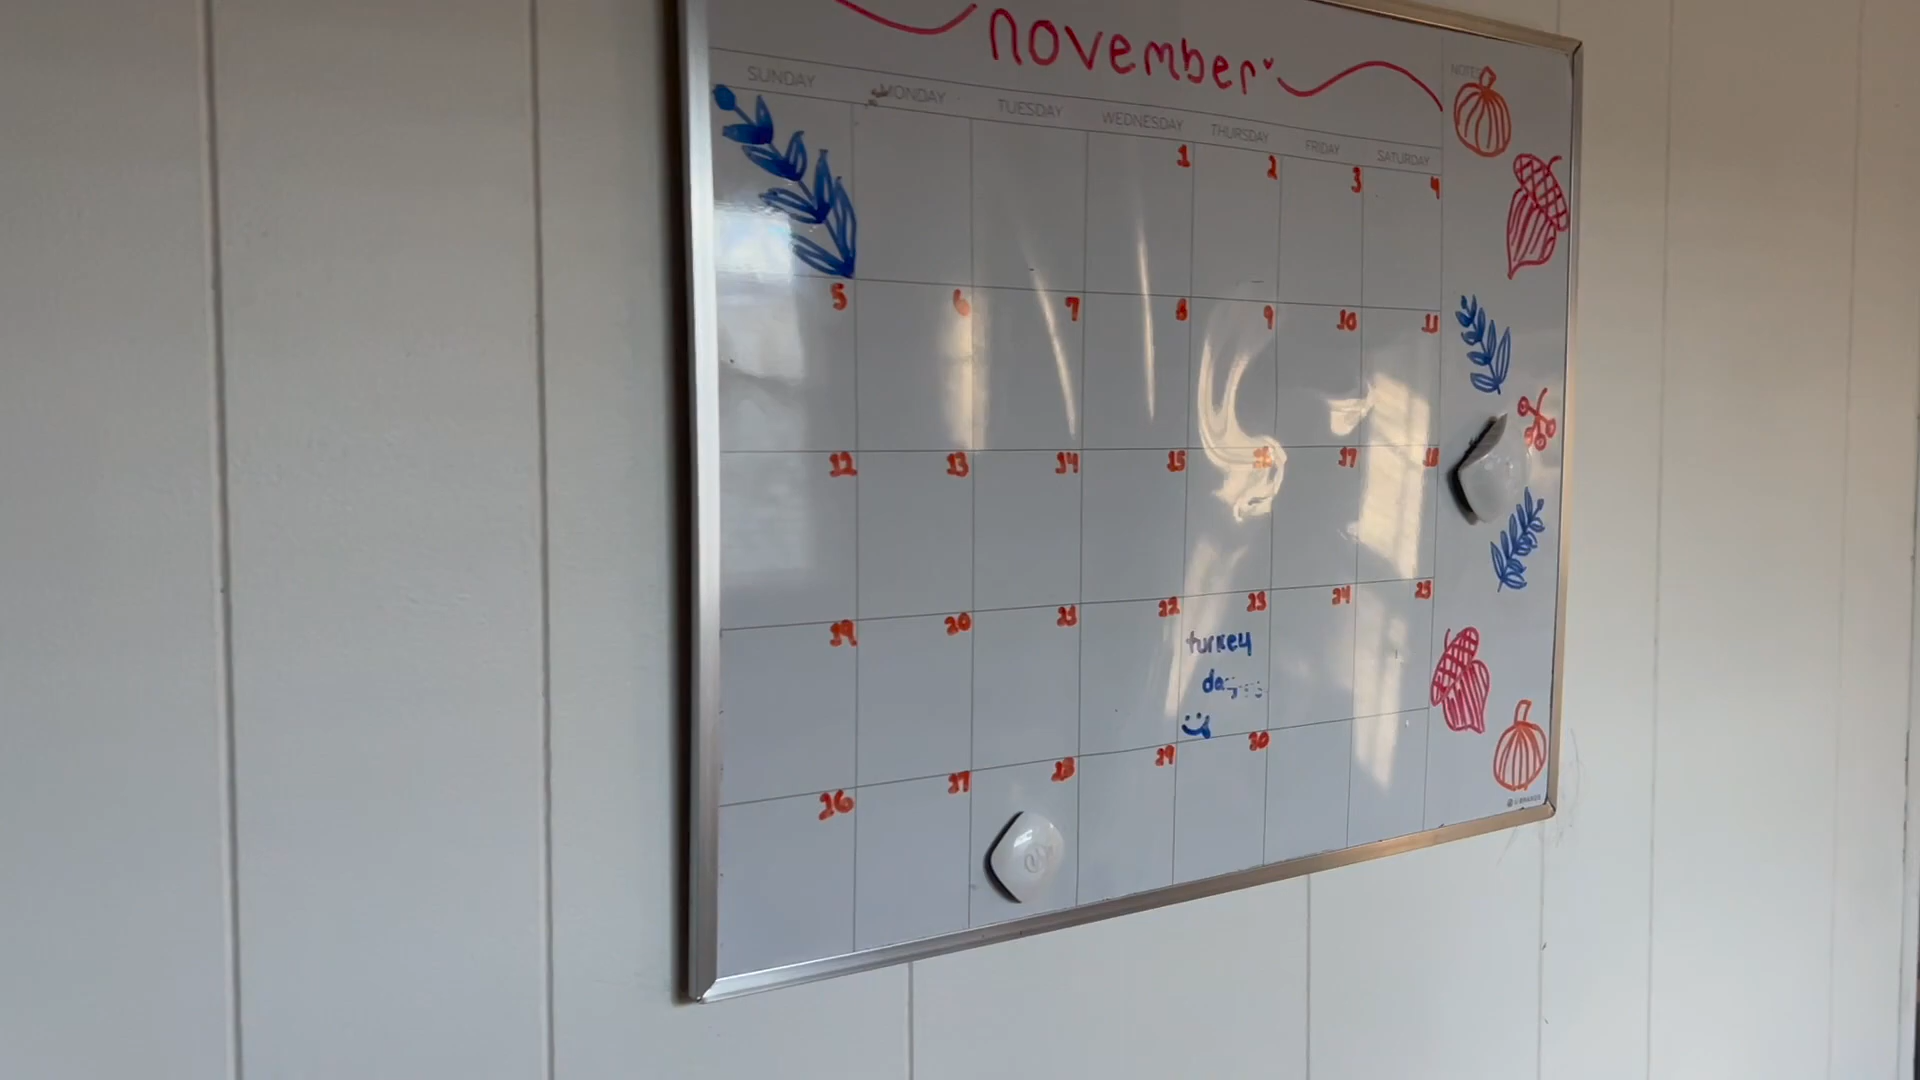 november
NOTES
SUNDAY MONDAY TUESDAY WEDNESDAY THURSDAY FRIDAY SATURDAY
1 2 3 4
5 6 7 8 9 10 11
12 13 14 15 16 17 18
19 20 21 22 23 24 25
turkey
26 27 28 29 30